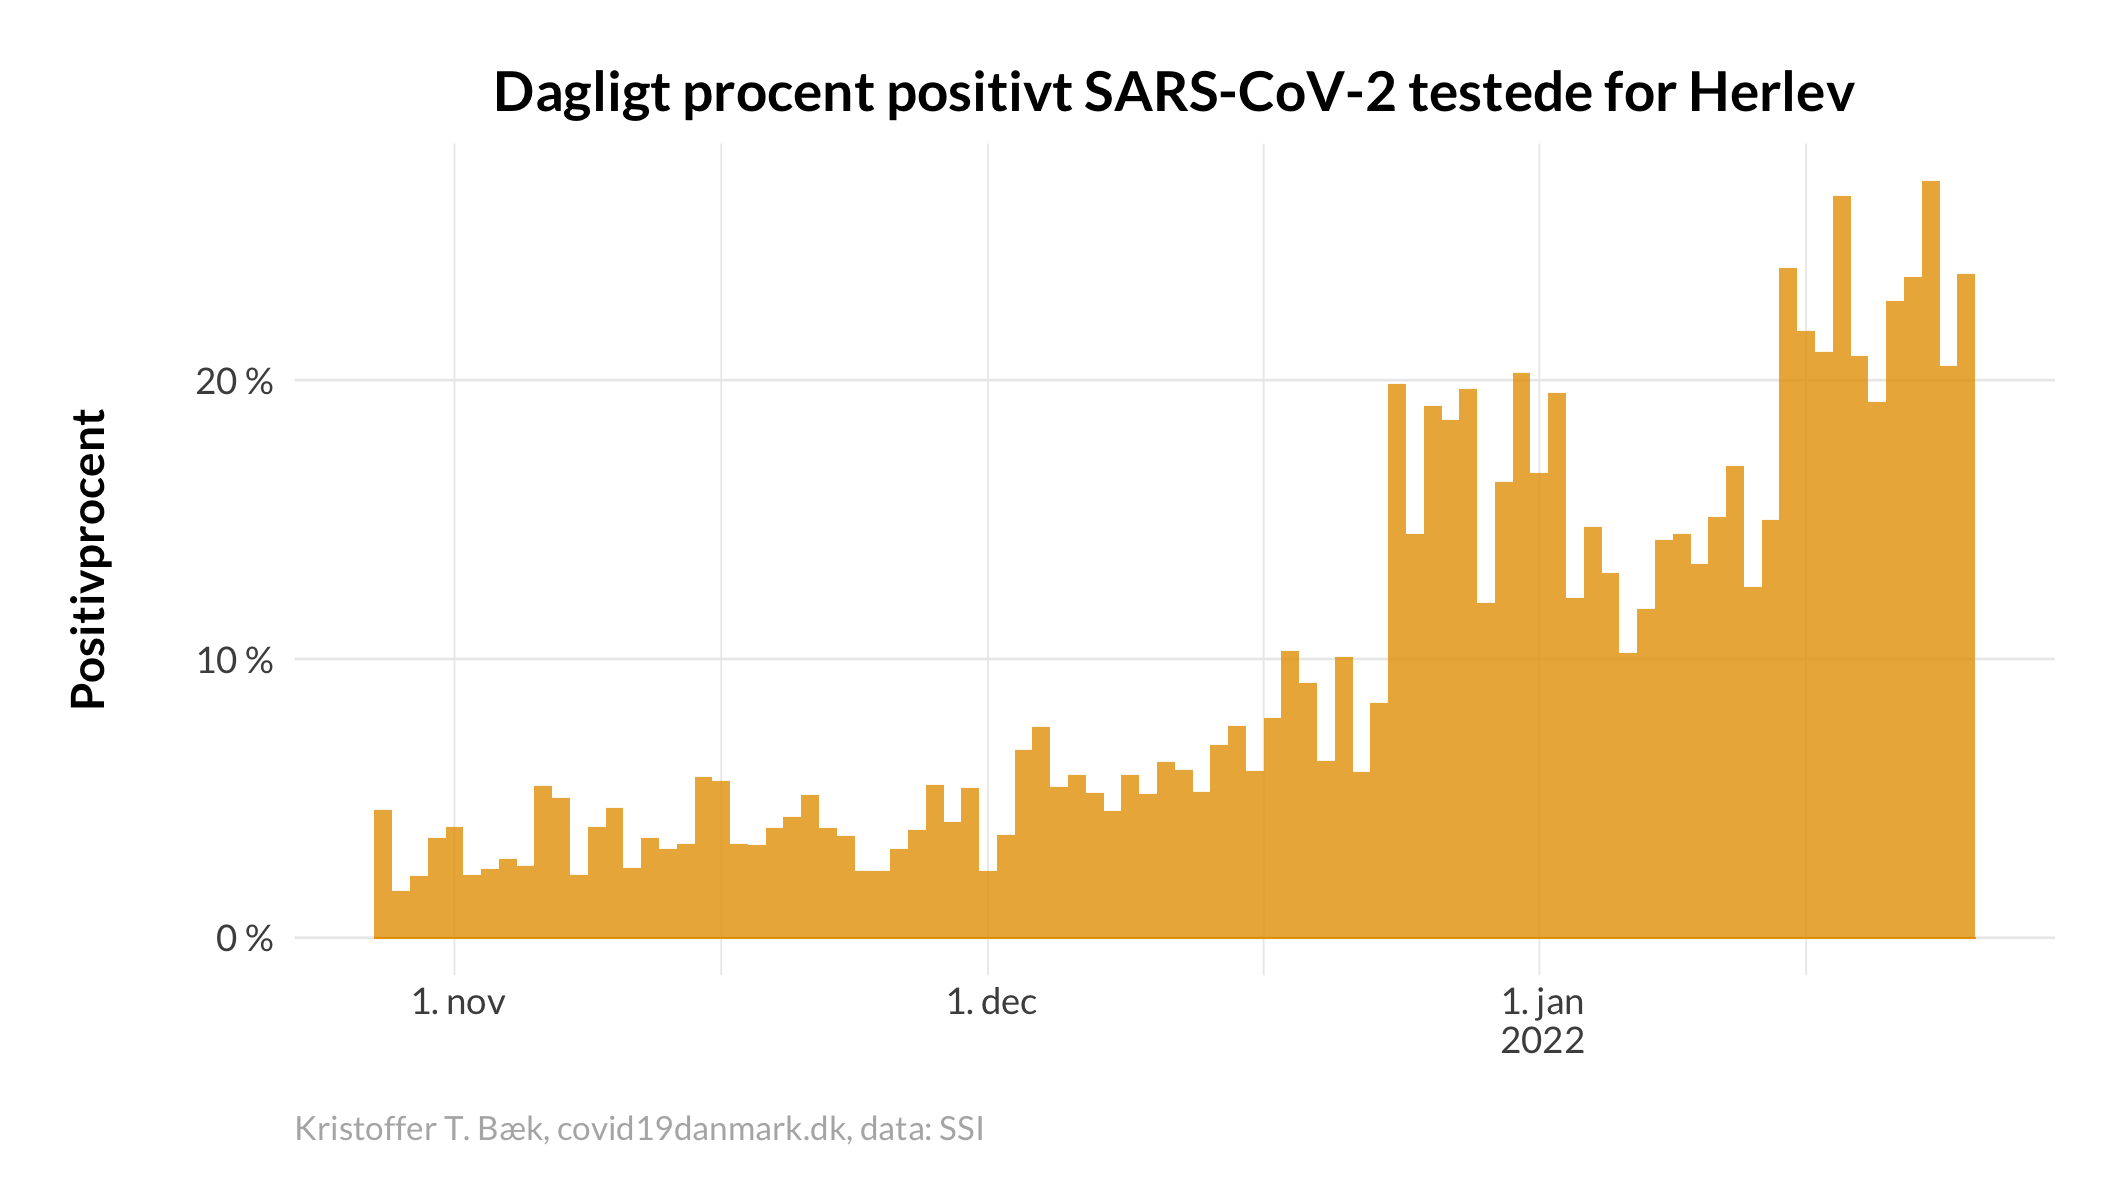 Dagligt procent positivt SARS-CoV-2 testede for Herlev
Positivprocent
20 %
10 %
0 %
1. nov
1. dec
1. jan
2022
Kristoffer T. Bæk, covid19danmark.dk, data: SSI